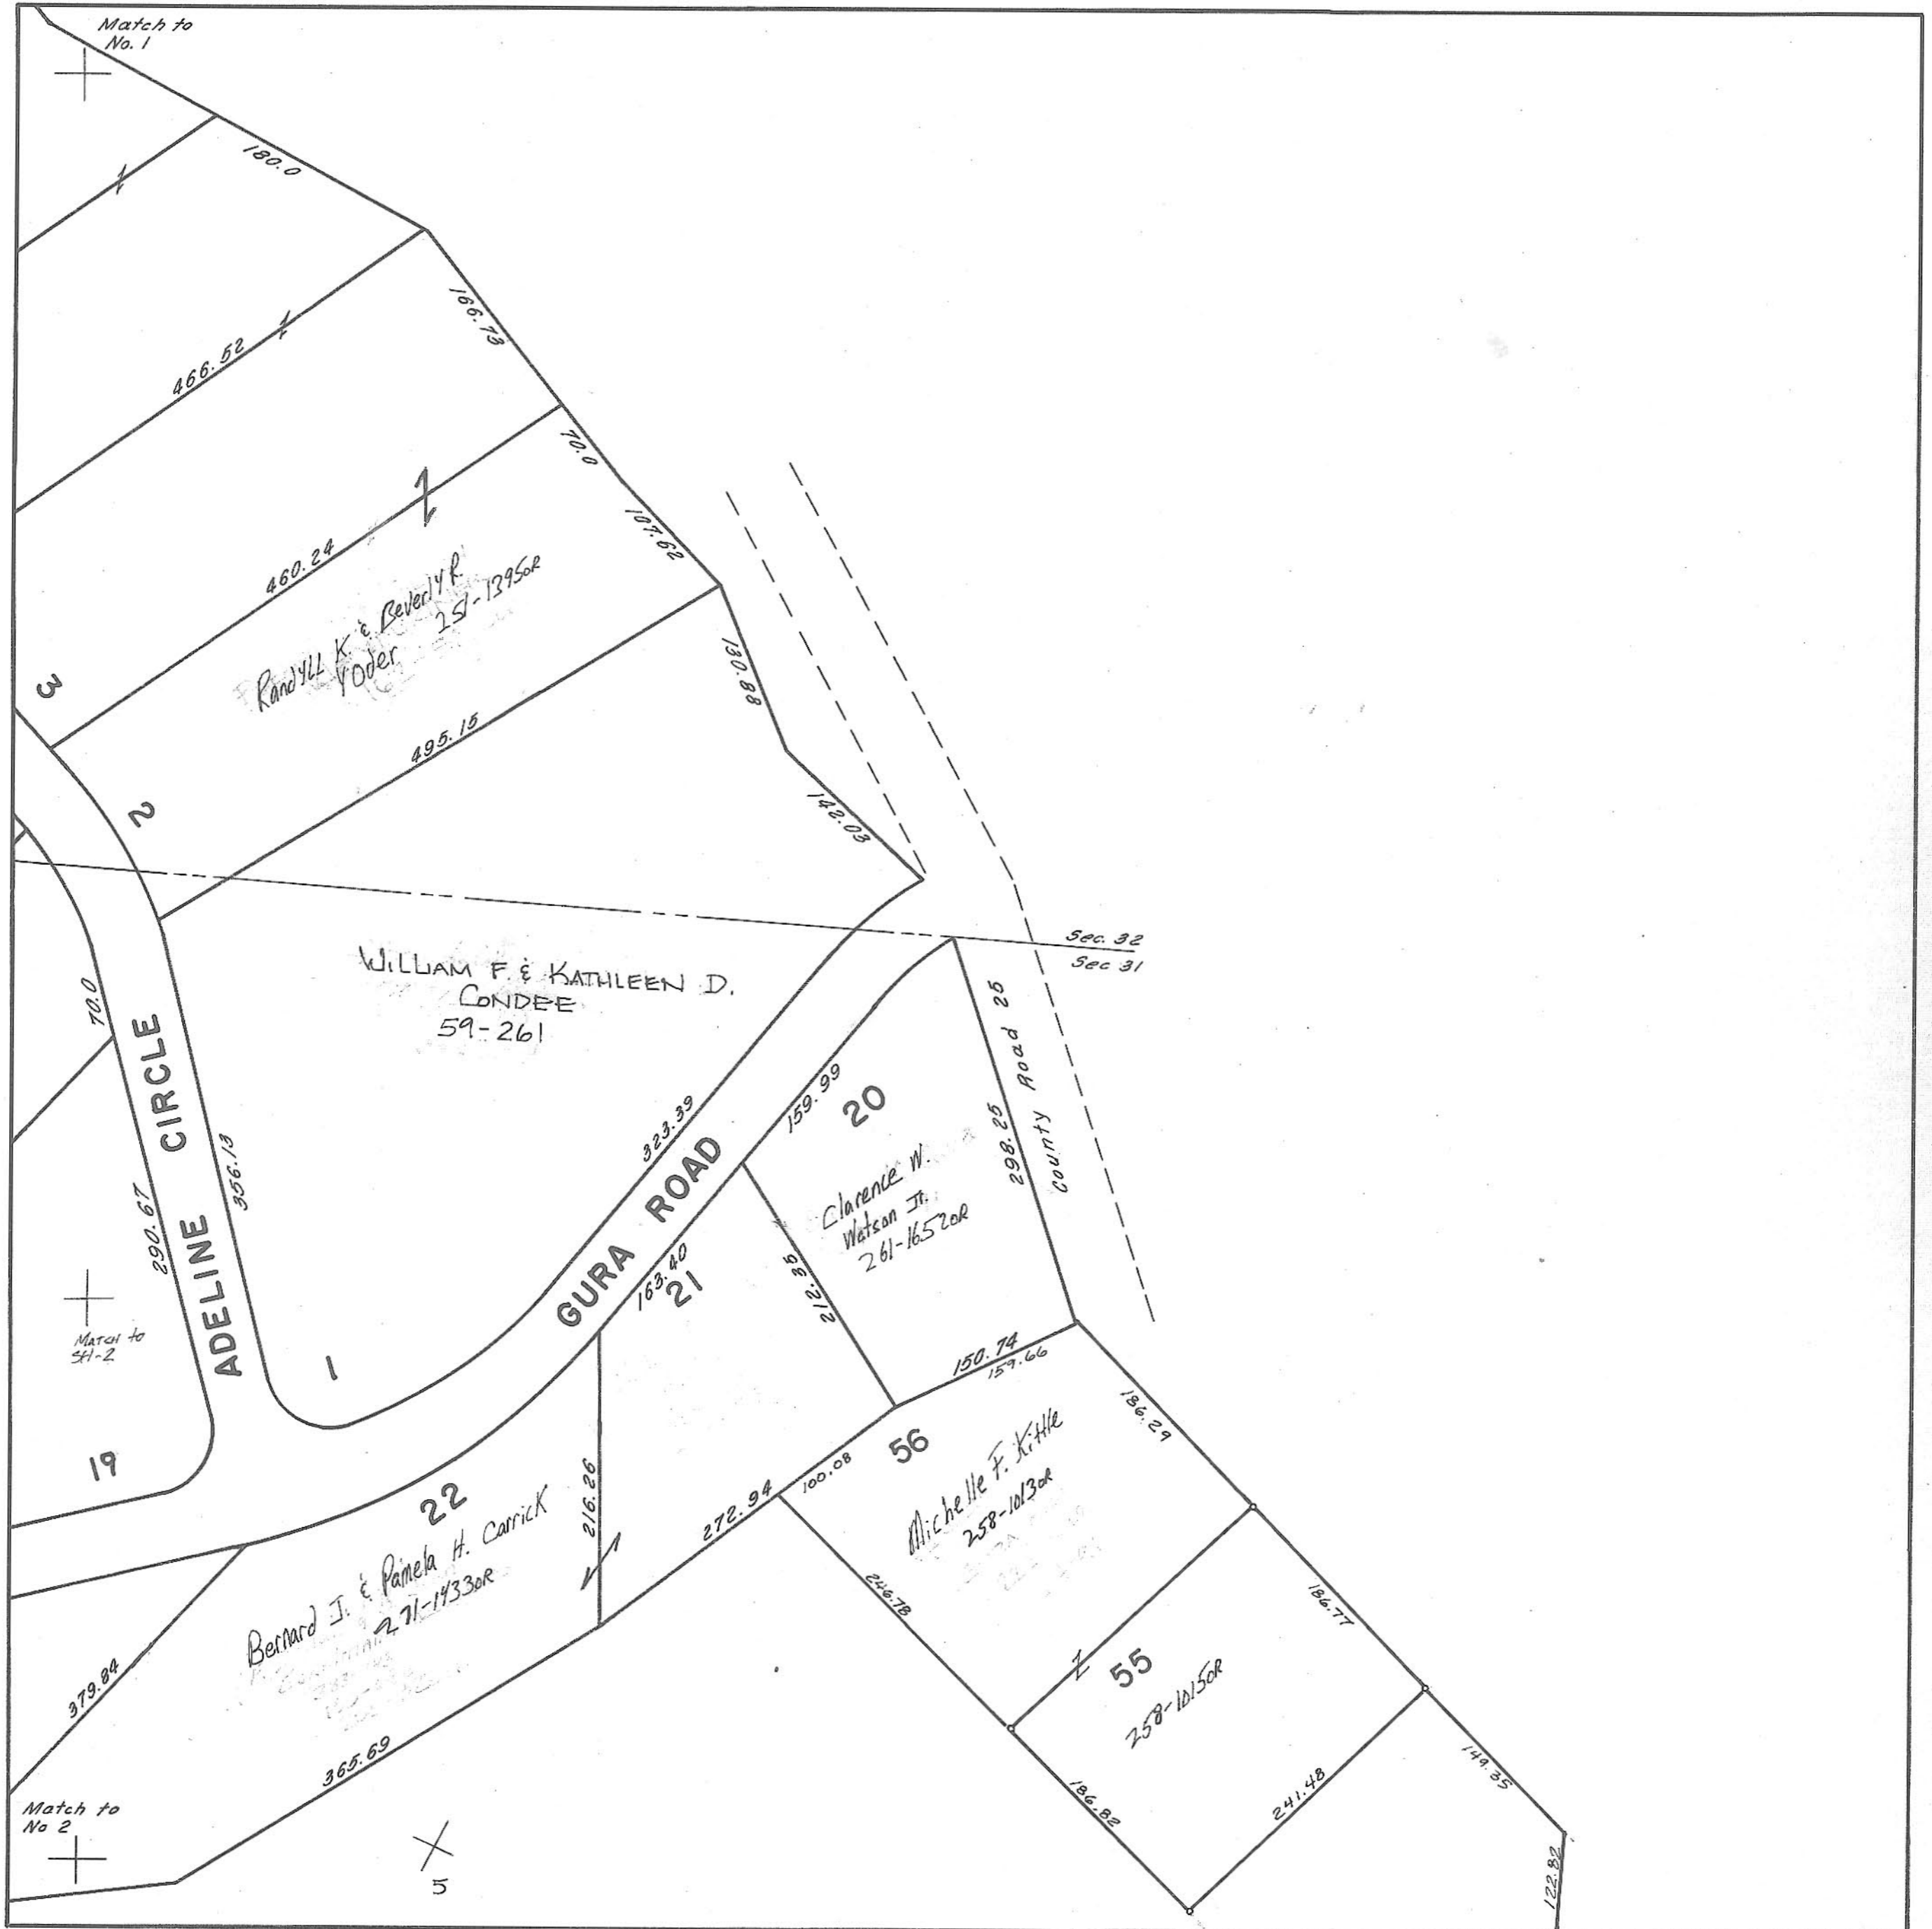 Match to
No. 1
180.0
166.73
466.52
70.0
107.62
460.24
Randyll K. & Beverly R.
Yoder 251-1395OR
3
130.88
495.15
2
142.03
Sec. 32
Sec 31
WILLIAM F. & KATHLEEN D.
CONDEE
59-261
70.0
ADELINE CIRCLE
290.67
356.13
323.39
GURA ROAD
159.99
20
298.25
County Road 25
Clarence W.
Watson Jr.
261-1652OR
163.40
21
212.35
Match to
SH-2
1
150.74
159.66
186.29
19
22
Bernard J. & Pamela H. Carrick
271-1433OR
216.26
272.94
100.08
56
Michelle F. Kittle
258-1013OR
246.78
186.77
55
258-1015OR
379.84
365.69
186.82
241.48
149.35
122.82
Match to
No 2
5